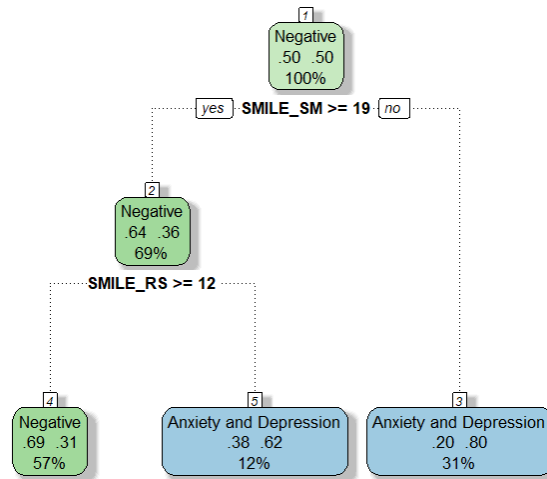 1
Negative
.50 .50
100%
yes SMILE_SM >= 19 no
2
Negative
.64 .36
69%
SMILE_RS >= 12
4
Negative
.69 .31
57%
5
Anxiety and Depression
.38 .62
12%
3
Anxiety and Depression
.20 .80
31%